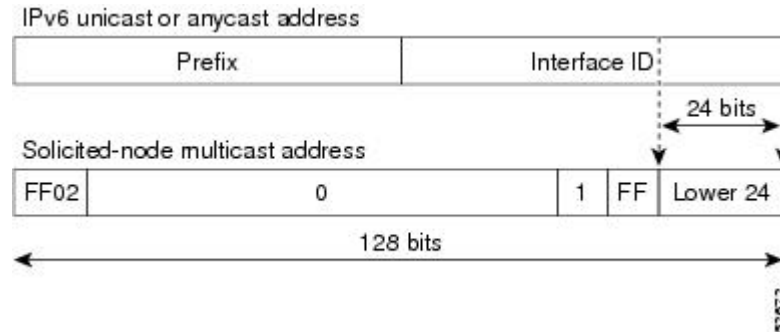 IPv6 unicast or anycast address
Prefix Interface ID
24 bits
Solicited-node multicast address
FF02 0 1 FF Lower 24
128 bits